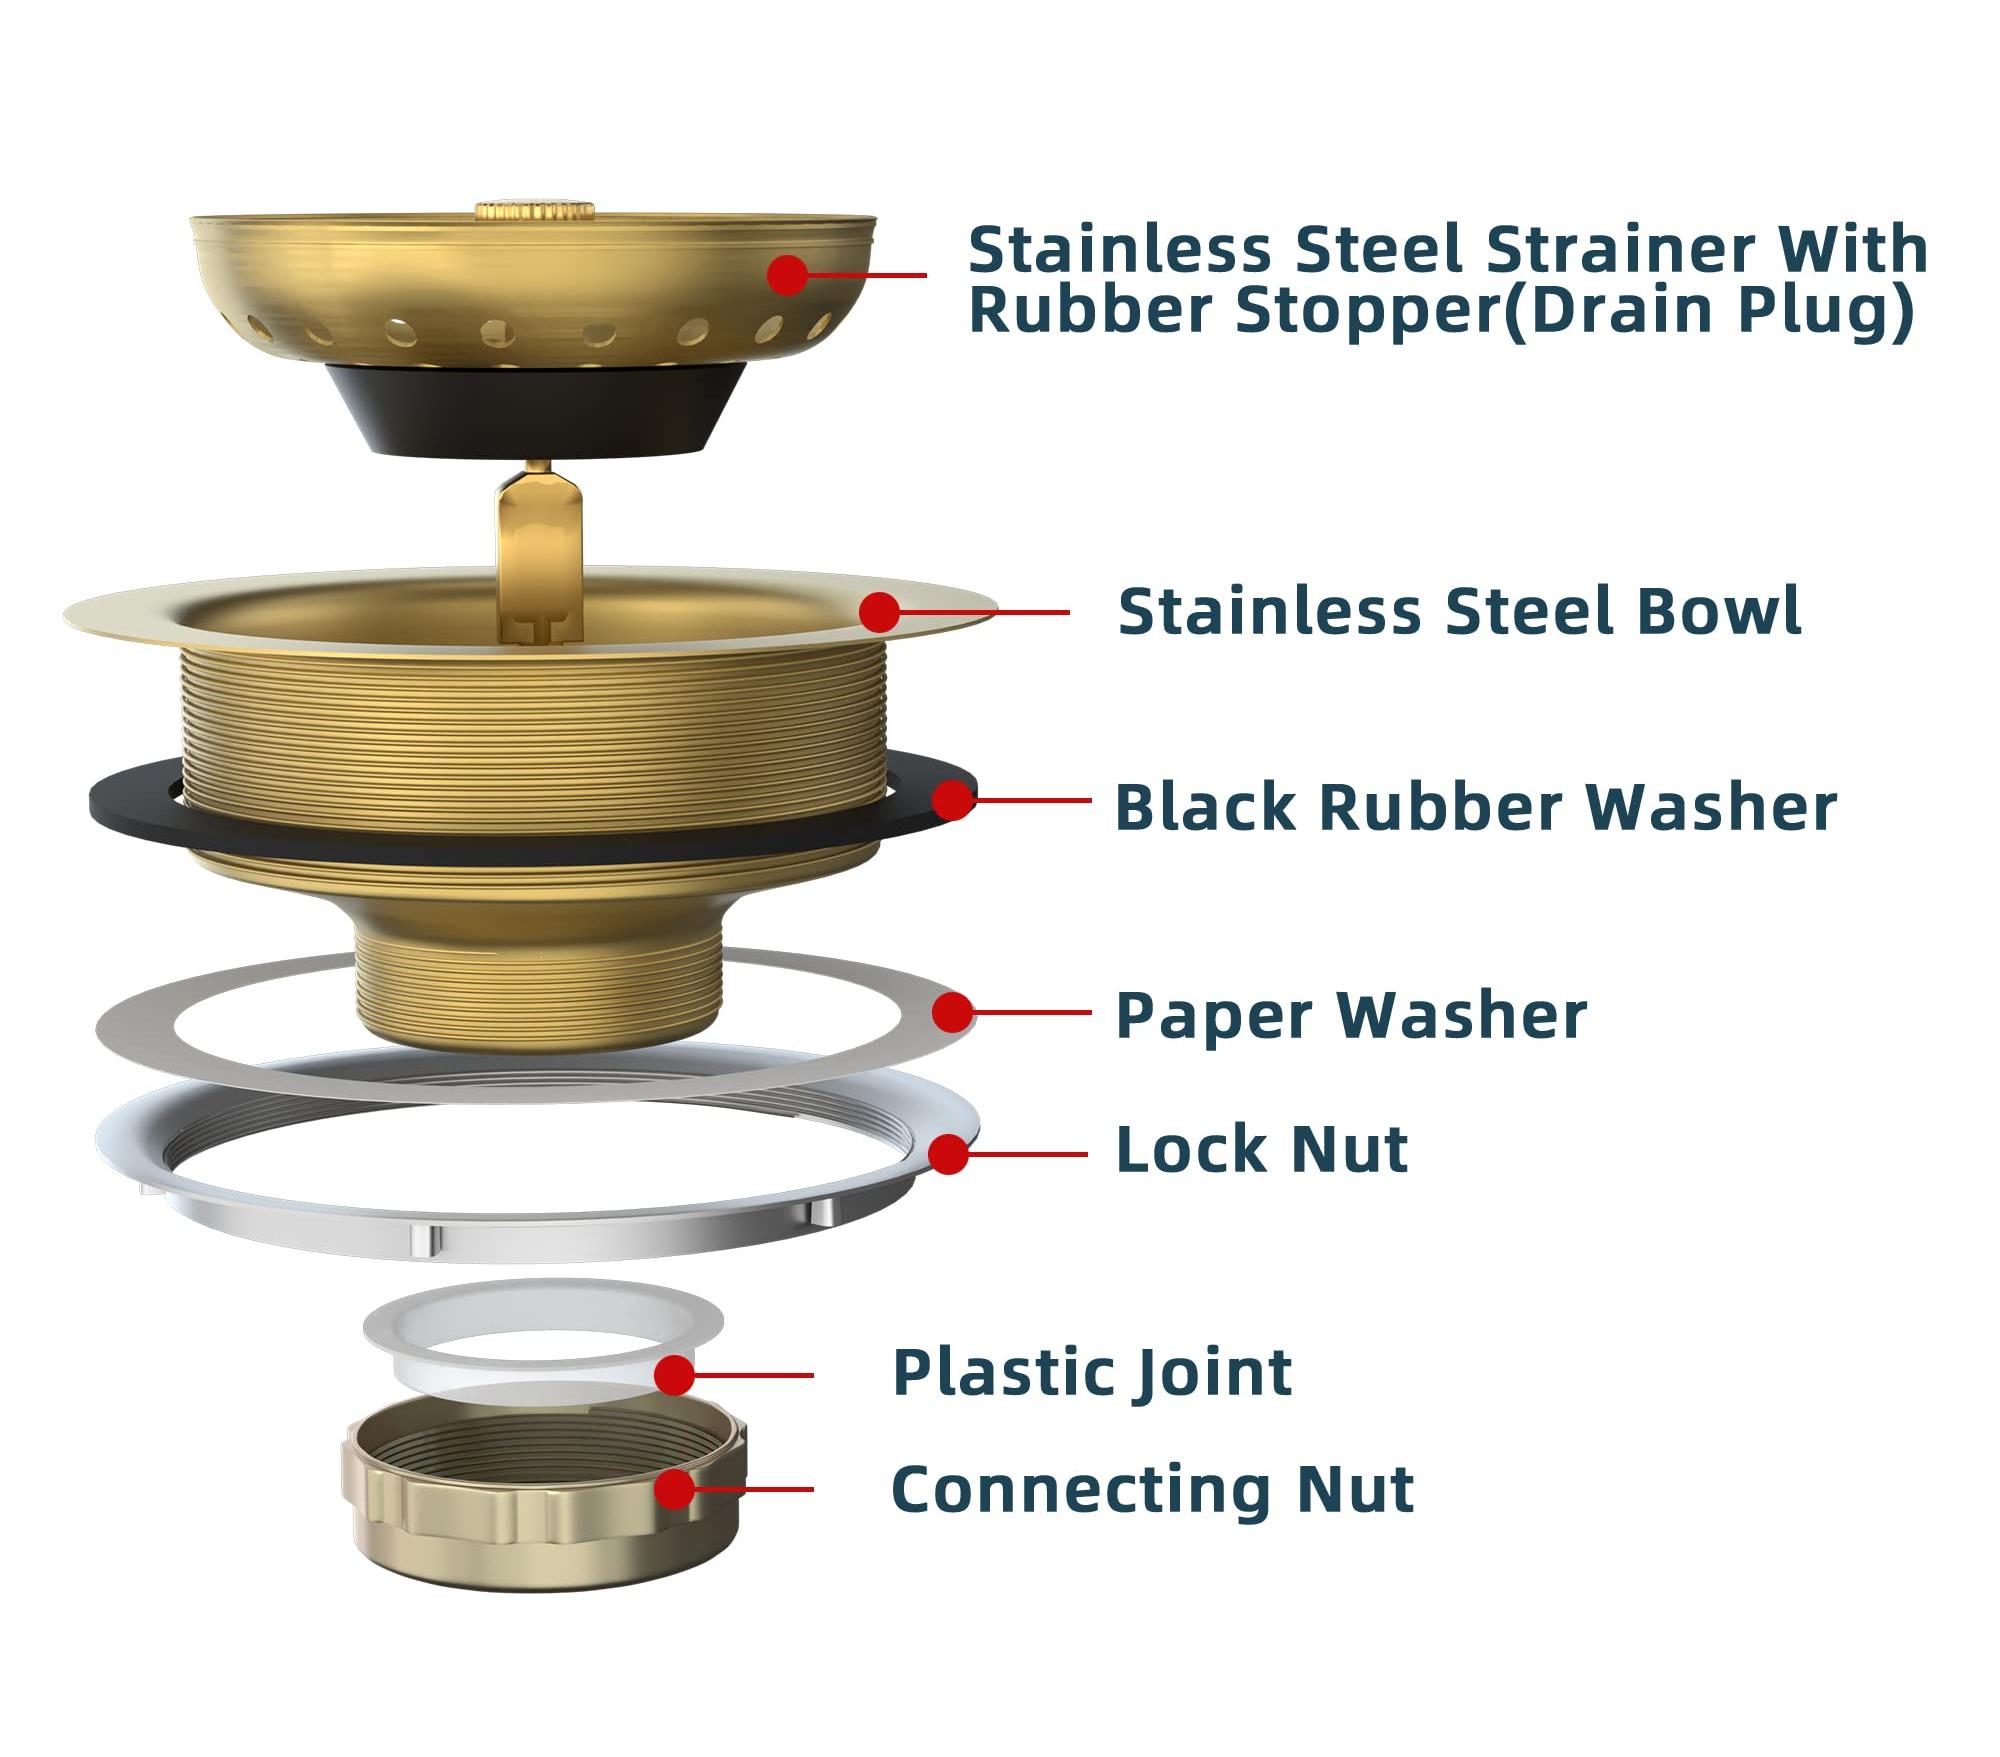 Stainless Steel Strainer With
Rubber Stopper(Drain Plug)
Stainless Steel Bowl
Black Rubber Washer
Paper Washer
Lock Nut
Plastic Joint
Connecting Nut